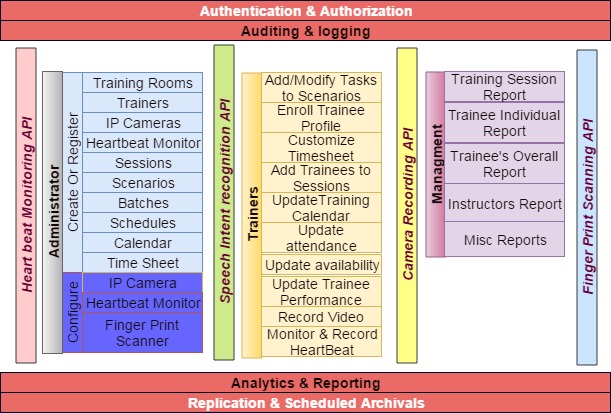 Authentication & Authorization
Auditing & logging
Heart beat Monitoring API
Administrator
Create Or Register
Training Rooms
Trainers
IP Cameras
Heartbeat Monitor
Sessions
Scenarios
Batches
Schedules
Calendar
Time Sheet
Configure
IP Camera
Heartbeat Monitor
Finger Print
Scanner
Speech Intent recognition API
Trainers
Add/Modify Tasks
to Scenarios
Enroll Trainee
Profile
Customize
Timesheet
Add Trainees to
Sessions
UpdateTraining
Calendar
Update
attendance
Update availability
Update Trainee
Performance
Record Video
Monitor & Record
HeartBeat
Camera Recording API
Managment
Training Session
Report
Trainee Individual
Report
Trainee's Overall
Report
Instructors Report
Misc Reports
Finger Print Scanning API
Analytics & Reporting
Replication & Scheduled Archivals